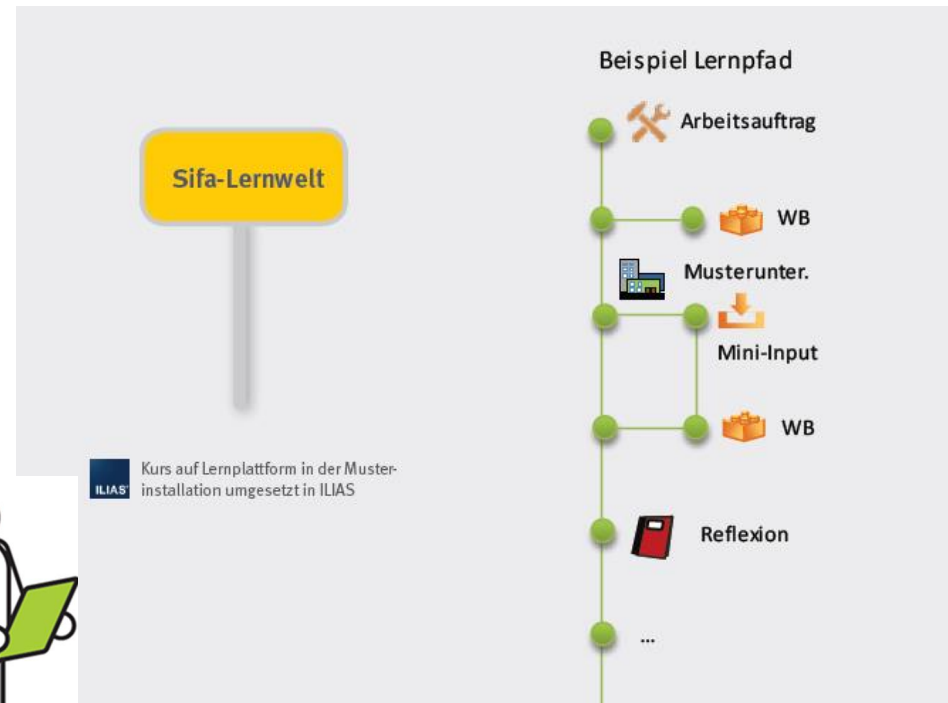 Beispiel Lernpfad
Arbeitsauftrag
Sifa-Lernwelt
WB
Musterunter.
Mini-Input
WB
ILIAS
Kurs auf Lernplattform in der Muster-
installation umgesetzt in ILIAS
Reflexion
...